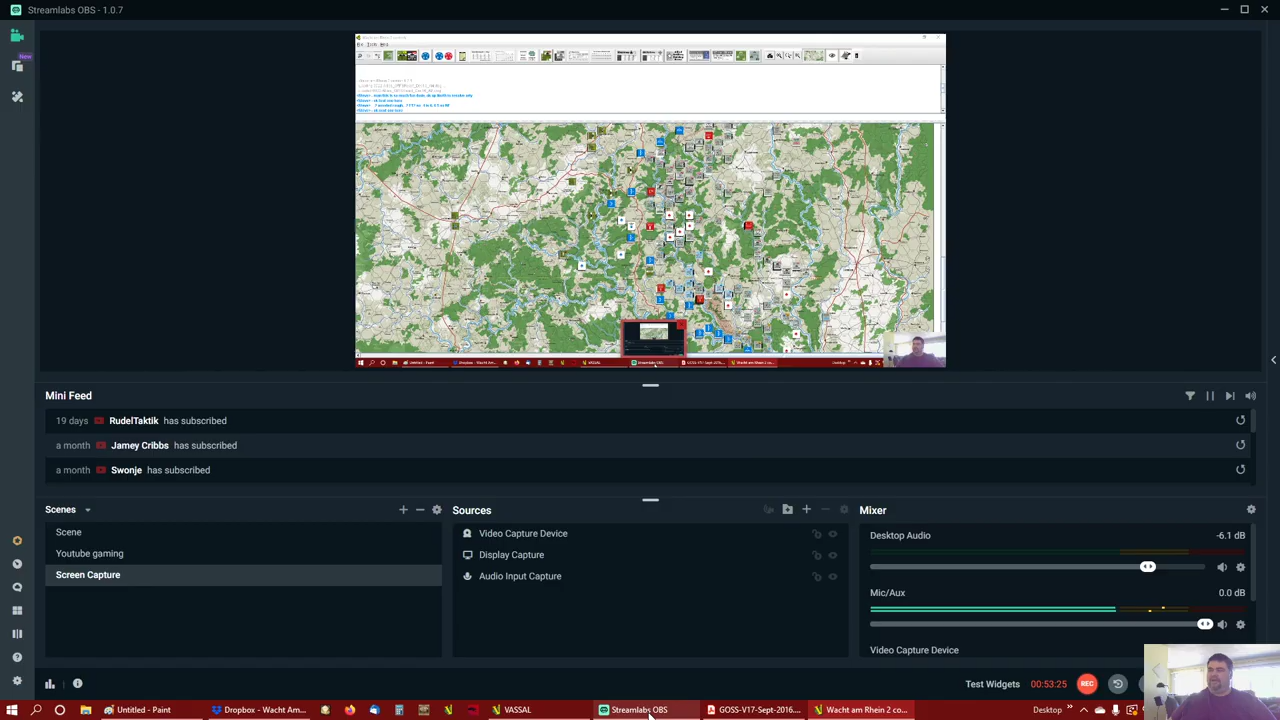 Streamlabs OBS - 1.0.7
New
Mini Feed
19 days RudelTaktik has subscribed
a month Jamey Cribbs has subscribed
a month Swonje has subscribed
Scenes
Scene
Youtube gaming
Screen Capture
Sources
Video Capture Device
Display Capture
Audio Input Capture
Mixer
Desktop Audio -6.1 dB
Mic/Aux 0.0 dB
Video Capture Device
Test Widgets 00:53:25 REC
Untitled - Paint
Dropbox - Wacht Am...
VASSAL
Streamlabs OBS
GOSS-V17-Sept-2016....
Wacht am Rhein 2 co...
Desktop